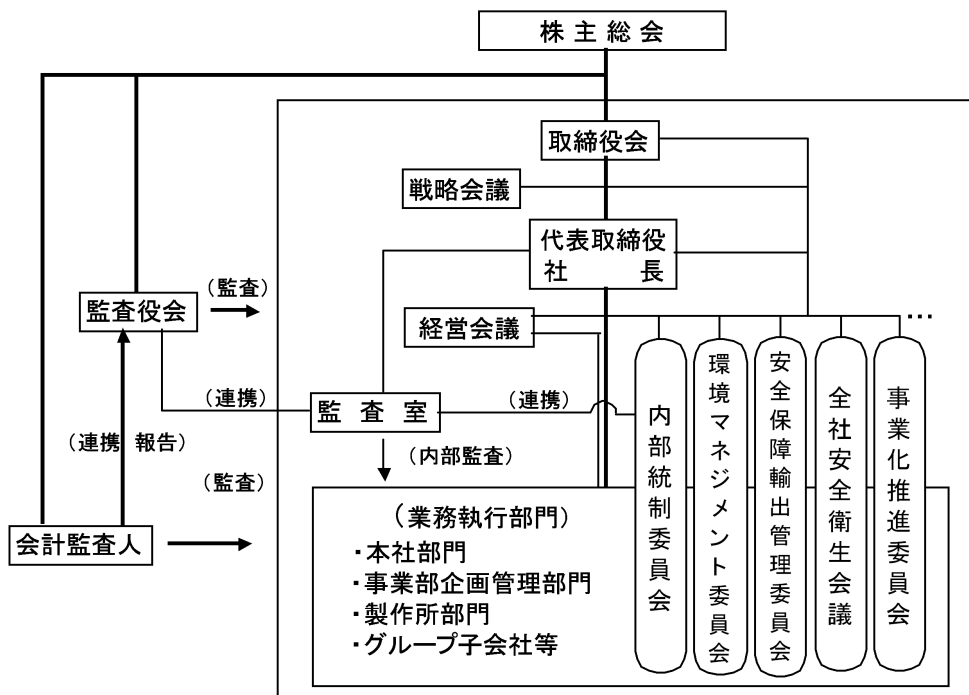 株主総会
取締役会
戦略会議
代表取締役
社長
監査役会
（監査）
経営会議
…
（連携）
監査室
（連携）
（連携 報告）
（内部監査）
（監査）
会計監査人
（業務執行部門）
・本社部門
・事業部企画管理部門
・製作所部門
・グループ子会社等
内部統制委員会
環境マネジメント委員会
安全保障輸出管理委員会
全社安全衛生会議
事業化推進委員会